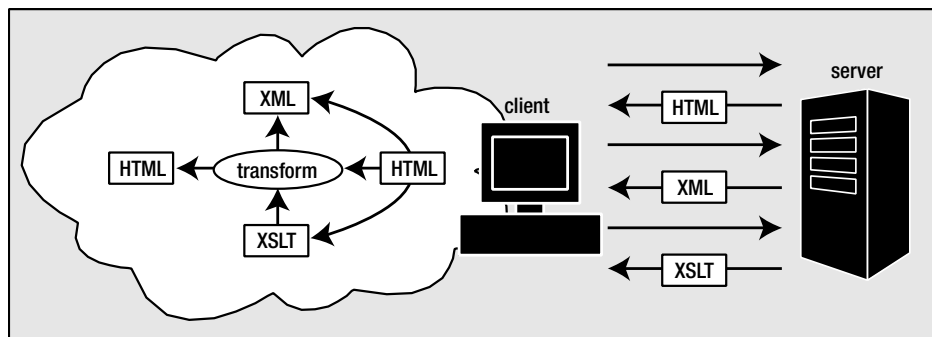 XML
HTML
transform
HTML
XSLT
client
server
HTML
XML
XSLT